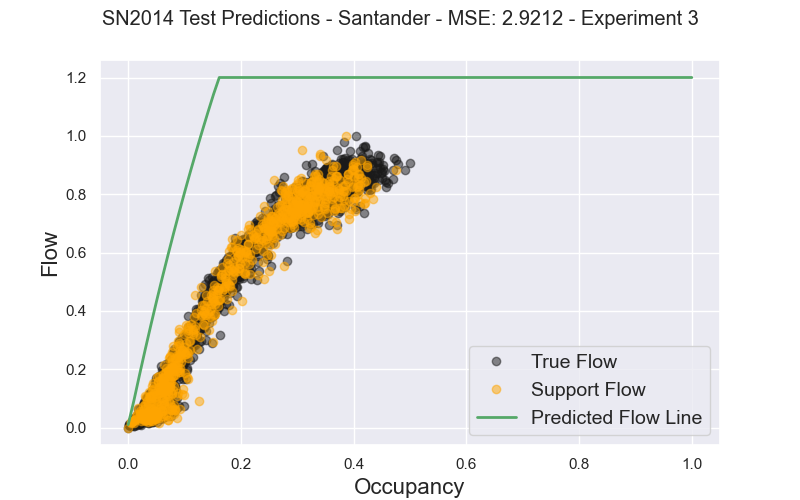 SN2014 Test Predictions - Santander - MSE: 2.9212 - Experiment 3
1.2
1.0
0.8
0.6
0.4
0.2
0.0
Flow
True Flow
Support Flow
Predicted Flow Line
0.0 0.2 0.4 0.6 0.8 1.0
Occupancy